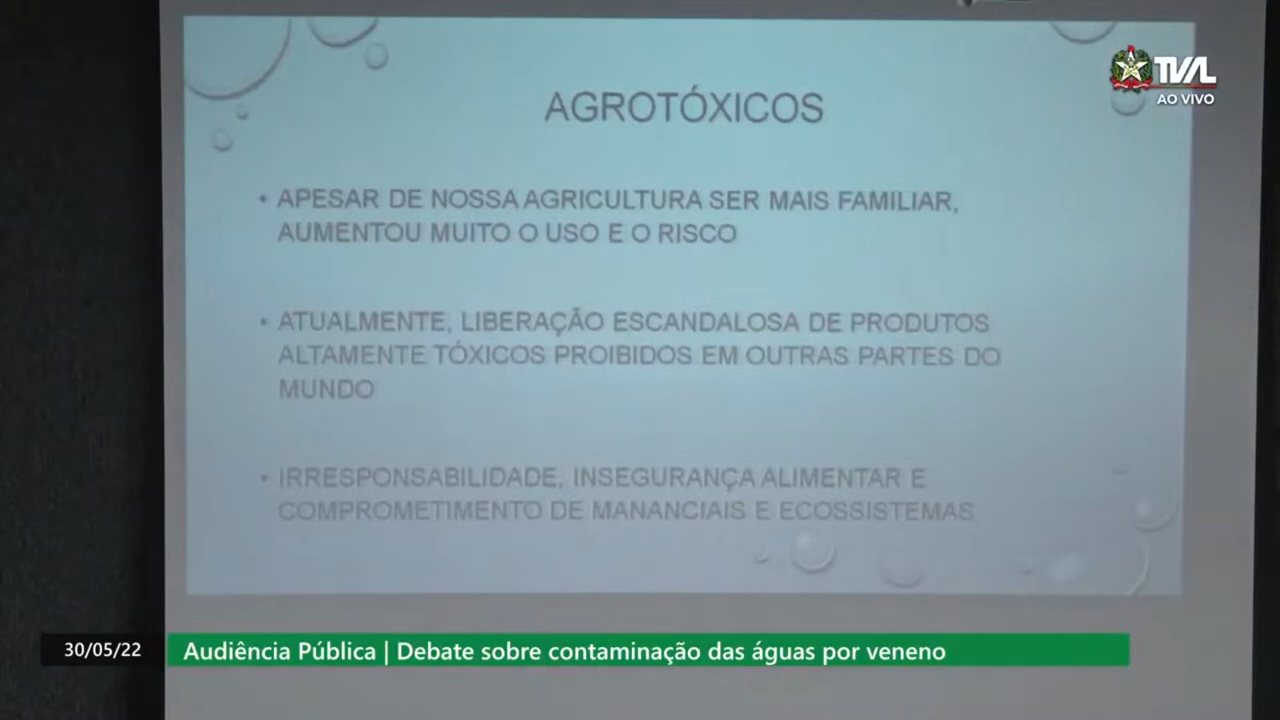 TVAL
AO VIVO
AGROTÓXICOS
• APESAR DE NOSSA AGRICULTURA SER MAIS FAMILIAR,
AUMENTOU MUITO O USO E O RISCO
• ATUALMENTE, LIBERAÇÃO ESCANDALOSA DE PRODUTOS
ALTAMENTE TÓXICOS PROIBIDOS EM OUTRAS PARTES DO
MUNDO
• IRRESPONSABILIDADE, INSEGURANÇA ALIMENTAR E
COMPROMETIMENTO DE MANANCIAIS E ECOSSISTEMAS
30/05/22 Audiência Pública | Debate sobre contaminação das águas por veneno